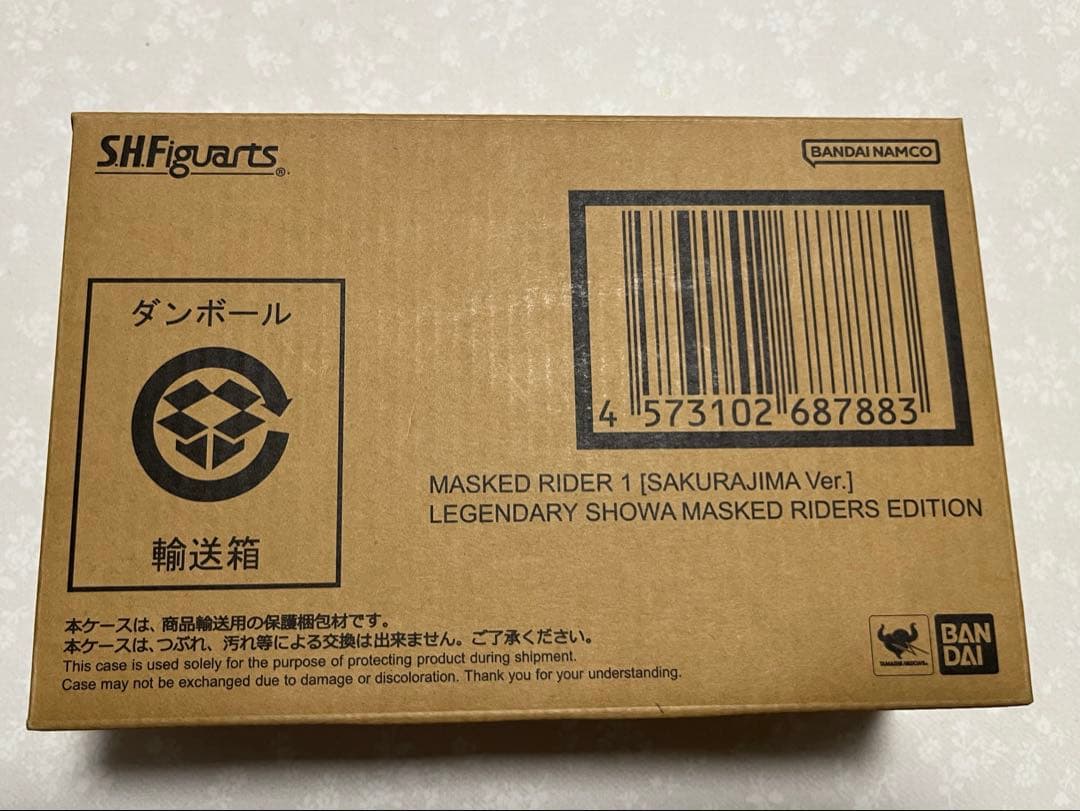 S.H.Figuarts®
BANDAI NAMCO
ダンボール
輸送箱
4 573102 687883
MASKED RIDER 1 [SAKURAJIMA Ver.]
LEGENDARY SHOWA MASKED RIDERS EDITION
本ケースは、商品輸送用の保護梱包材です。
本ケースは、つぶれ、汚れ等による交換は出来ません。ご了承ください。
This case is used solely for the purpose of protecting product during shipment.
Case may not be exchanged due to damage or discoloration. Thank you for your understanding.
TAMASHII NATIONS
BAN
DAI